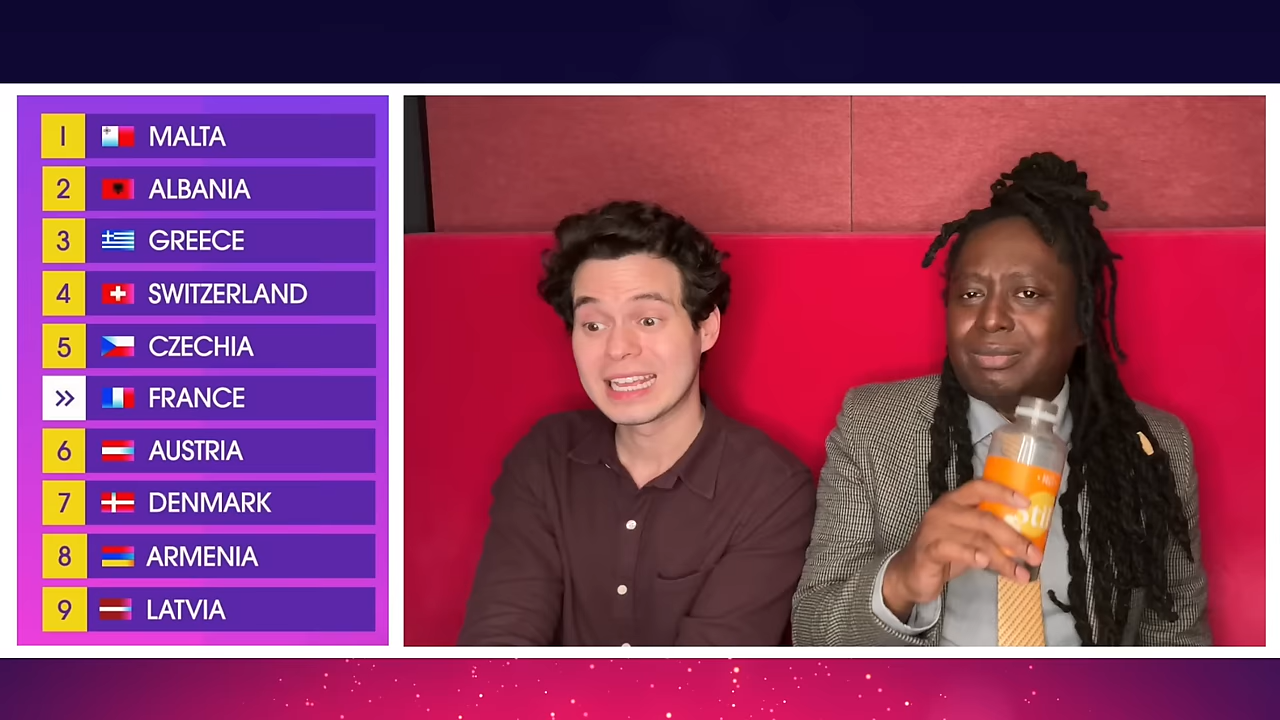 1 MALTA
2 ALBANIA
3 GREECE
4 SWITZERLAND
5 CZECHIA
» FRANCE
6 AUSTRIA
7 DENMARK
8 ARMENIA
9 LATVIA